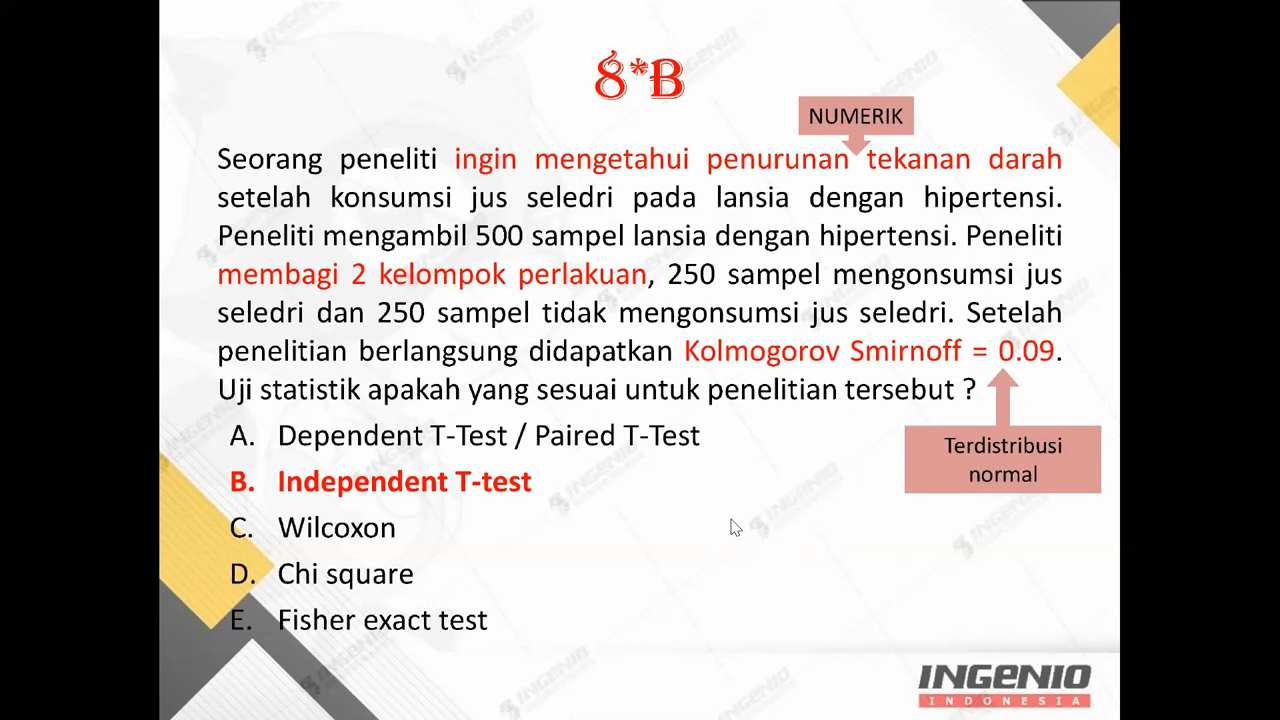 8*B
NUMERIK
Seorang peneliti ingin mengetahui penurunan tekanan darah
setelah konsumsi jus seledri pada lansia dengan hipertensi.
Peneliti mengambil 500 sampel lansia dengan hipertensi. Peneliti
membagi 2 kelompok perlakuan, 250 sampel mengonsumsi jus
seledri dan 250 sampel tidak mengonsumsi jus seledri. Setelah
penelitian berlangsung didapatkan Kolmogorov Smirnoff = 0.09.
Uji statistik apakah yang sesuai untuk penelitian tersebut ?
A. Dependent T-Test / Paired T-Test
B. Independent T-test
C. Wilcoxon
D. Chi square
E. Fisher exact test
Terdistribusi
normal
INGENIO
INDONESIA